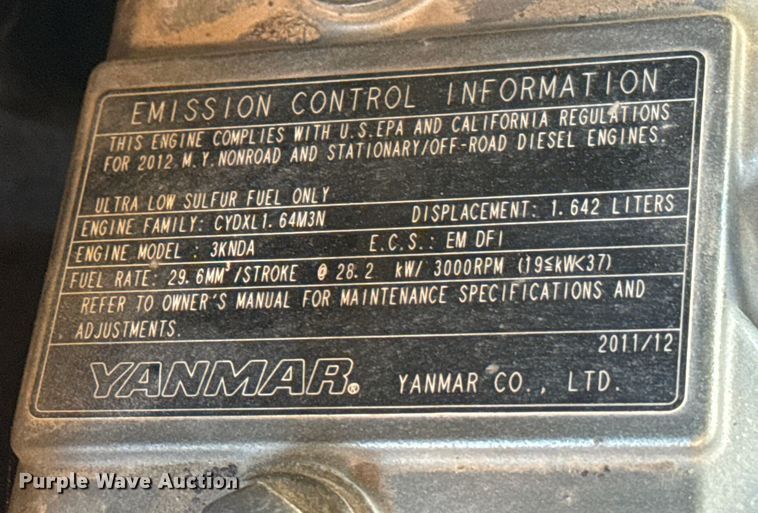 EMISSION CONTROL INFORMATION
THIS ENGINE COMPLIES WITH U.S.EPA AND CALIFORNIA REGULATIONS
FOR 2012 M.Y. NONROAD AND STATIONARY/OFF-ROAD DIESEL ENGINES.
ULTRA LOW SULFUR FUEL ONLY
ENGINE FAMILY: CYDXL1.64M3N DISPLACEMENT: 1.642 LITERS
ENGINE MODEL : 3KNDA E.C.S.: EM DFI
FUEL RATE: 29.6MM³/STROKE @ 28.2 kW/ 3000RPM (19≦kW<37)
REFER TO OWNER'S MANUAL FOR MAINTENANCE SPECIFICATIONS AND
ADJUSTMENTS.
2011/12
YANMAR® YANMAR CO., LTD.
Purple Wave Auction